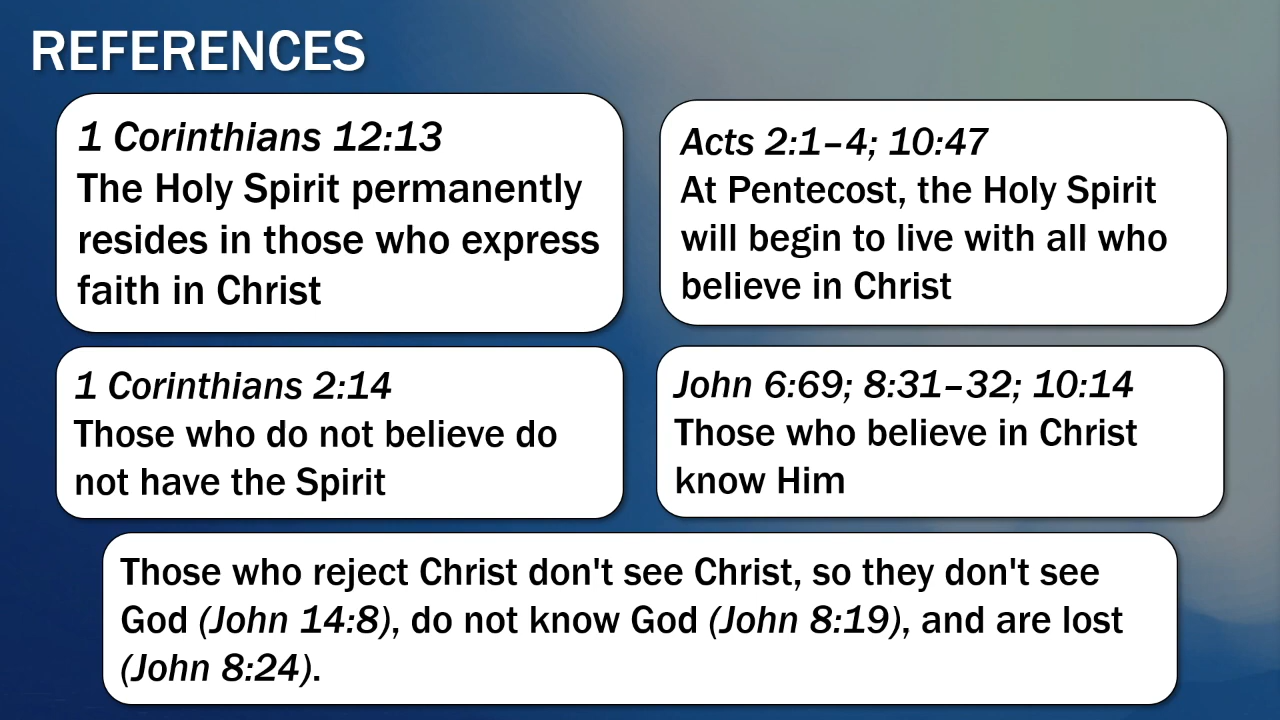 REFERENCES
1 Corinthians 12:13
The Holy Spirit permanently
resides in those who express
faith in Christ
Acts 2:1–4; 10:47
At Pentecost, the Holy Spirit
will begin to live with all who
believe in Christ
1 Corinthians 2:14
Those who do not believe do
not have the Spirit
John 6:69; 8:31–32; 10:14
Those who believe in Christ
know Him
Those who reject Christ don't see Christ, so they don't see
God (John 14:8), do not know God (John 8:19), and are lost
(John 8:24).